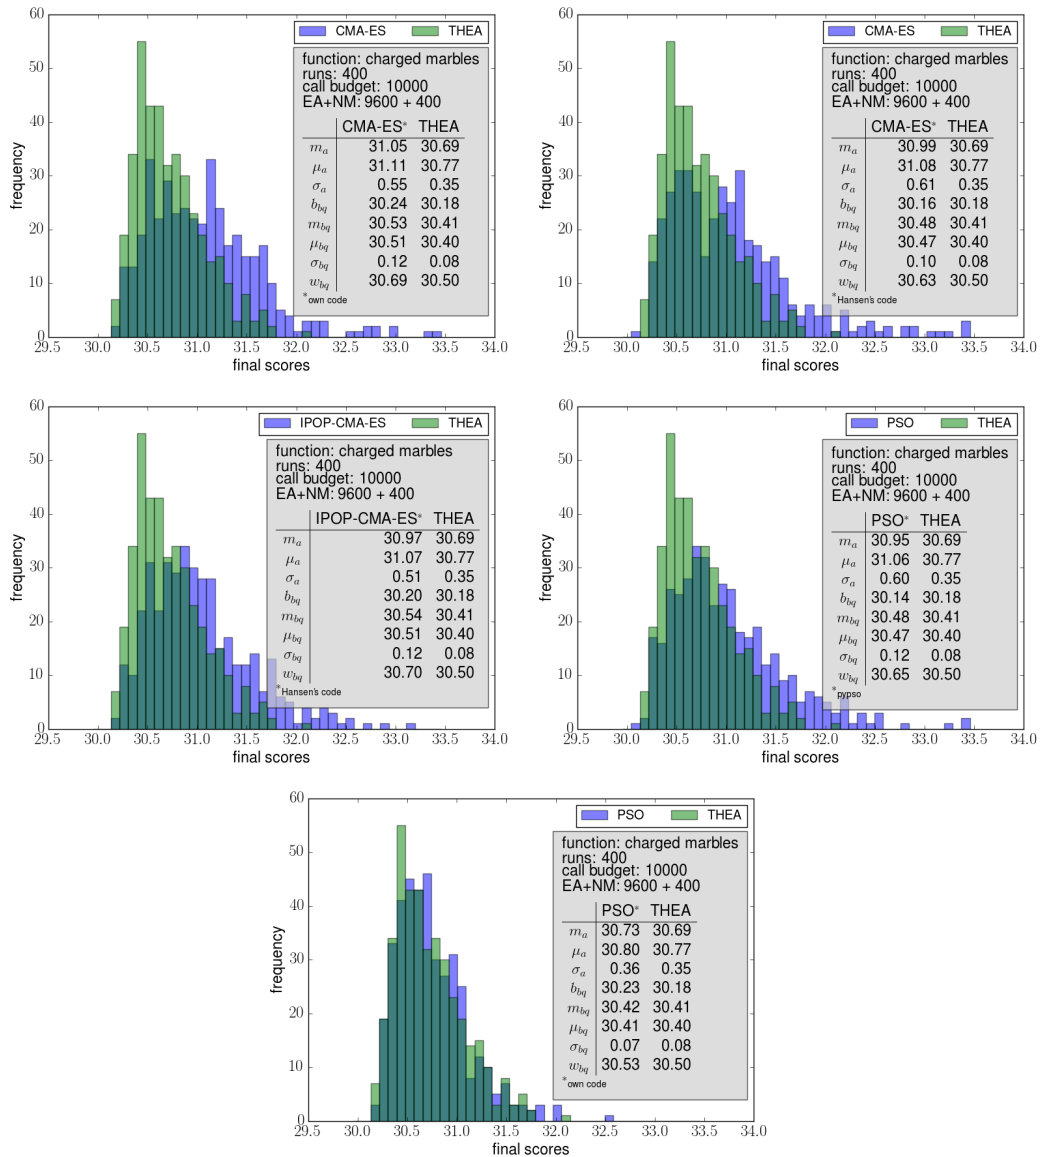 CMA-ES THEA
function: charged marbles
runs: 400
call budget: 10000
EA+NM: 9600 + 400
CMA-ES* THEA
m_a 31.05 30.69
μ_a 31.11 30.77
σ_a 0.55 0.35
b_bq 30.24 30.18
m_bq 30.53 30.41
μ_bq 30.51 30.40
σ_bq 0.12 0.08
w_bq 30.69 30.50
*own code
frequency
60
50
40
30
20
10
0
29.5 30.0 30.5 31.0 31.5 32.0 32.5 33.0 33.5 34.0
final scores
CMA-ES THEA
function: charged marbles
runs: 400
call budget: 10000
EA+NM: 9600 + 400
CMA-ES* THEA
m_a 30.99 30.69
μ_a 31.08 30.77
σ_a 0.61 0.35
b_bq 30.16 30.18
m_bq 30.48 30.41
μ_bq 30.47 30.40
σ_bq 0.10 0.08
w_bq 30.63 30.50
*Hansen's code
frequency
60
50
40
30
20
10
0
29.5 30.0 30.5 31.0 31.5 32.0 32.5 33.0 33.5 34.0
final scores
IPOP-CMA-ES THEA
function: charged marbles
runs: 400
call budget: 10000
EA+NM: 9600 + 400
IPOP-CMA-ES* THEA
m_a 30.97 30.69
μ_a 31.07 30.77
σ_a 0.51 0.35
b_bq 30.20 30.18
m_bq 30.54 30.41
μ_bq 30.51 30.40
σ_bq 0.12 0.08
w_bq 30.70 30.50
*Hansen's code
frequency
60
50
40
30
20
10
0
29.5 30.0 30.5 31.0 31.5 32.0 32.5 33.0 33.5 34.0
final scores
PSO THEA
function: charged marbles
runs: 400
call budget: 10000
EA+NM: 9600 + 400
PSO* THEA
m_a 30.95 30.69
μ_a 31.06 30.77
σ_a 0.60 0.35
b_bq 30.14 30.18
m_bq 30.48 30.41
μ_bq 30.47 30.40
σ_bq 0.12 0.08
w_bq 30.65 30.50
*pypso
frequency
60
50
40
30
20
10
0
29.5 30.0 30.5 31.0 31.5 32.0 32.5 33.0 33.5 34.0
final scores
PSO THEA
function: charged marbles
runs: 400
call budget: 10000
EA+NM: 9600 + 400
PSO* THEA
m_a 30.73 30.69
μ_a 30.80 30.77
σ_a 0.36 0.35
b_bq 30.23 30.18
m_bq 30.42 30.41
μ_bq 30.41 30.40
σ_bq 0.07 0.08
w_bq 30.53 30.50
*own code
frequency
60
50
40
30
20
10
0
29.5 30.0 30.5 31.0 31.5 32.0 32.5 33.0 33.5 34.0
final scores